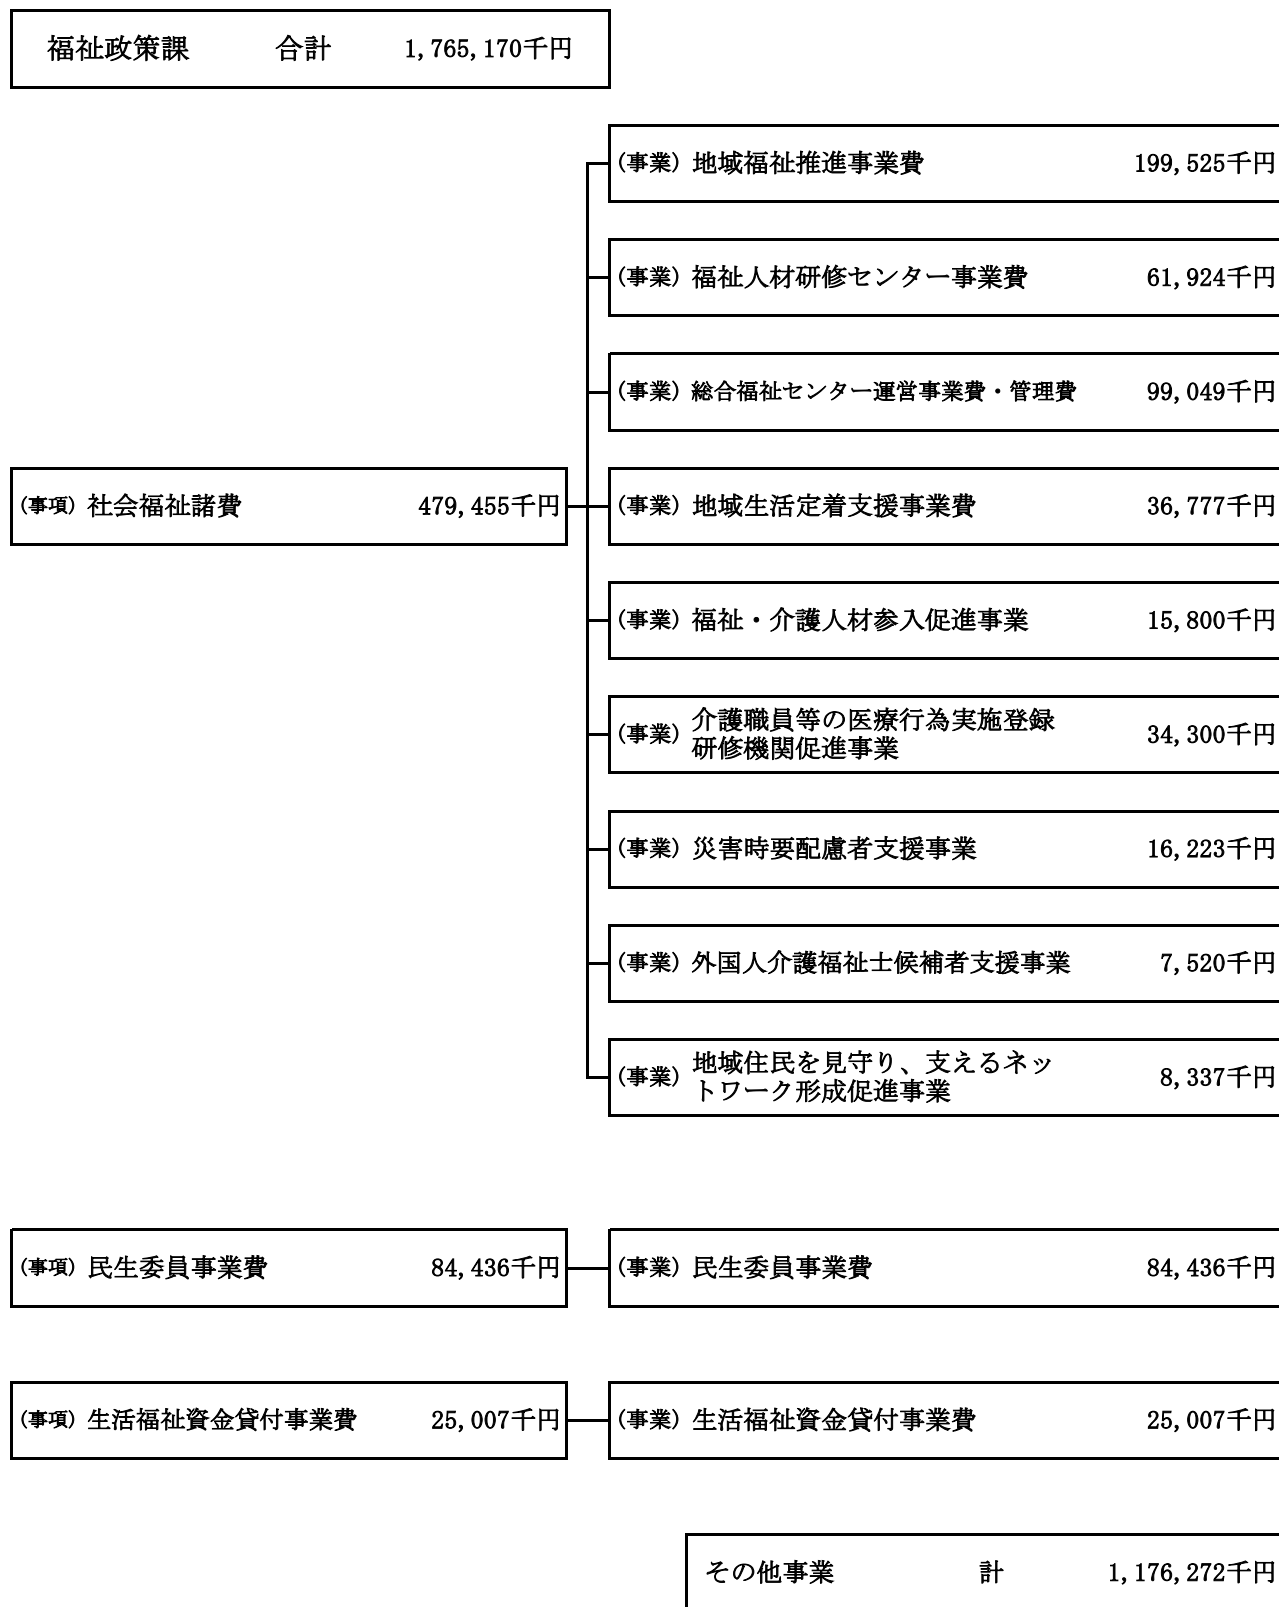 福祉政策課 合計 1,765,170千円
(事業) 地域福祉推進事業費 199,525千円
(事業) 福祉人材研修センター事業費 61,924千円
(事業) 総合福祉センター運営事業費・管理費 99,049千円
(事項) 社会福祉諸費 479,455千円
(事業) 地域生活定着支援事業費 36,777千円
(事業) 福祉・介護人材参入促進事業 15,800千円
(事業) 介護職員等の医療行為実施登録
研修機関促進事業 34,300千円
(事業) 災害時要配慮者支援事業 16,223千円
(事業) 外国人介護福祉士候補者支援事業 7,520千円
(事業) 地域住民を見守り、支えるネッ
トワーク形成促進事業 8,337千円
(事項) 民生委員事業費 84,436千円
(事業) 民生委員事業費 84,436千円
(事項) 生活福祉資金貸付事業費 25,007千円
(事業) 生活福祉資金貸付事業費 25,007千円
その他事業 計 1,176,272千円